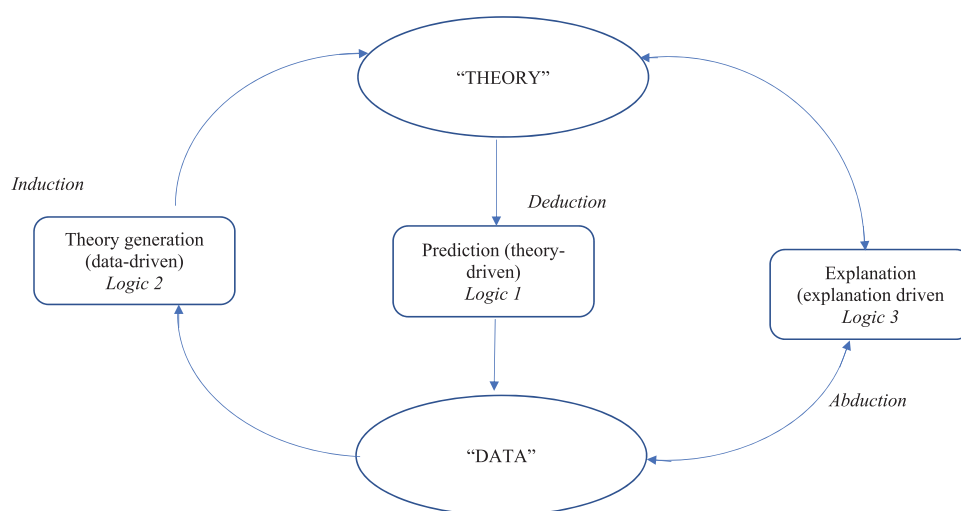 “THEORY”
Induction
Deduction
Theory generation
(data-driven)
Logic 2
Prediction (theory-
driven)
Logic 1
Explanation
(explanation driven
Logic 3
Abduction
“DATA”